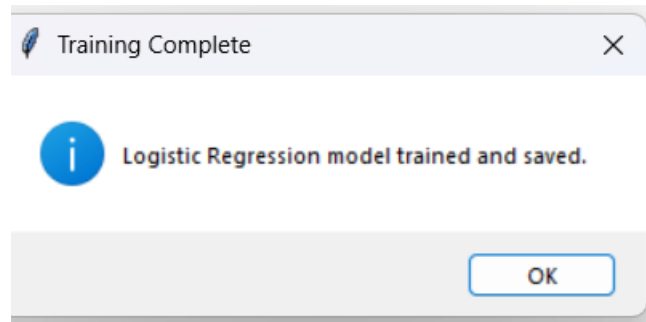 Training Complete
Logistic Regression model trained and saved.
OK